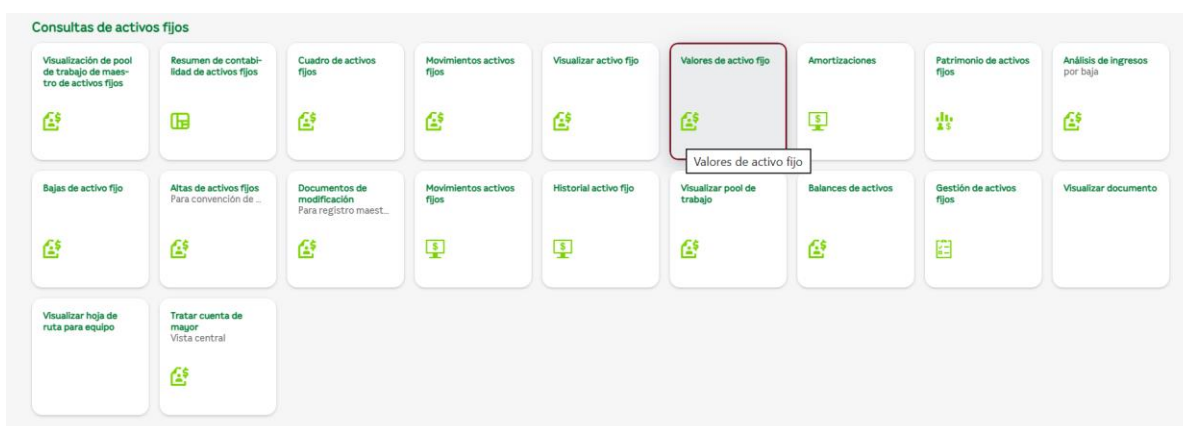 Consultas de activos fijos
Visualización de pool
de trabajo de maes-
tro de activos fijos
Resumen de contabi-
lidad de activos fijos
Cuadro de activos
fijos
Movimientos activos
fijos
Visualizar activo fijo
Valores de activo fijo
Amortizaciones
Patrimonio de activos
fijos
Análisis de ingresos
por baja
Valores de activo fijo
Bajas de activo fijo
Altas de activos fijos
Para convención de ...
Documentos de
modificación
Para registro maest...
Movimientos activos
fijos
Historial activo fijo
Visualizar pool de
trabajo
Balances de activos
Gestión de activos
fijos
Visualizar documento
Visualizar hoja de
ruta para equipo
Tratar cuenta de
mayor
Vista central